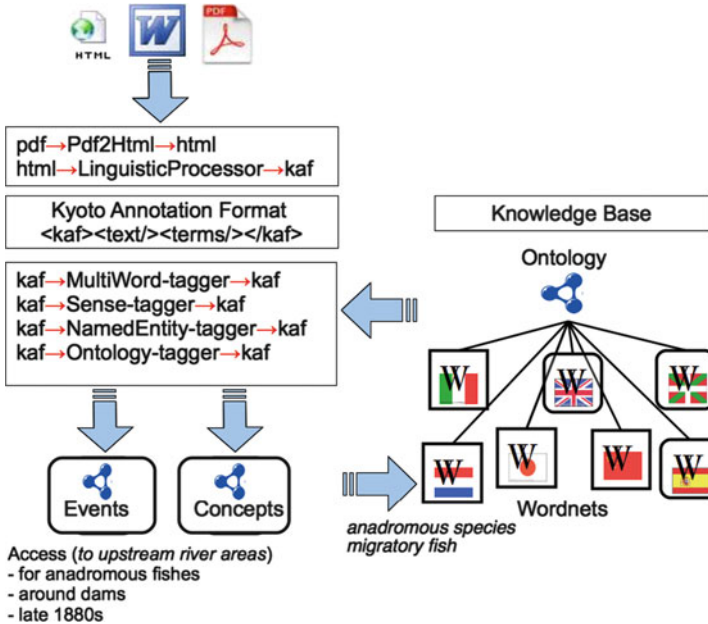 HTML
W
PDF
pdf→Pdf2Html→html
html→LinguisticProcessor→kaf
Kyoto Annotation Format
<kaf><text/><terms/></kaf>
kaf→MultiWord-tagger→kaf
kaf→Sense-tagger→kaf
kaf→NamedEntity-tagger→kaf
kaf→Ontology-tagger→kaf
Events
Concepts
Access (to upstream river areas)
- for anadromous fishes
- around dams
- late 1880s
Knowledge Base
Ontology
W
W
W
W
W
W
W
Wordnets
anadromous species
migratory fish